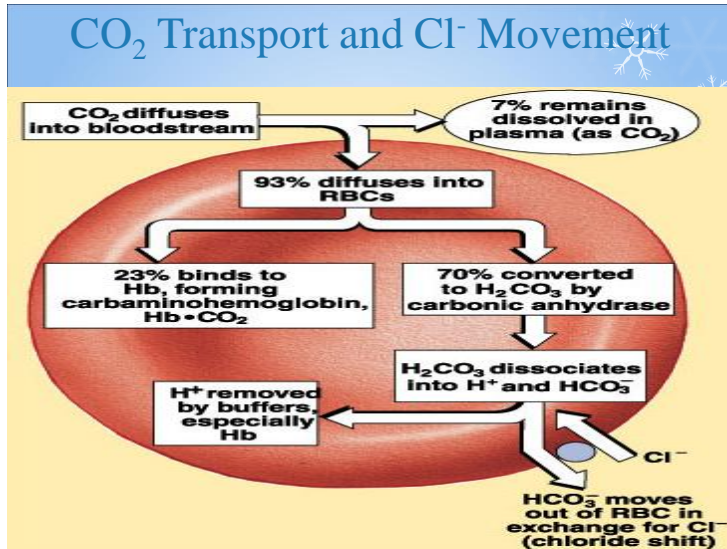 CO₂ Transport and Cl⁻ Movement
CO₂ diffuses
into bloodstream
7% remains
dissolved in
plasma (as CO₂)
93% diffuses into
RBCs
23% binds to
Hb, forming
carbaminohemoglobin,
Hb•CO₂
70% converted
to H₂CO₃ by
carbonic anhydrase
H₂CO₃ dissociates
into H⁺ and HCO₃⁻
H⁺ removed
by buffers,
especially
Hb
Cl⁻
HCO₃⁻ moves
out of RBC in
exchange for Cl⁻
(chloride shift)